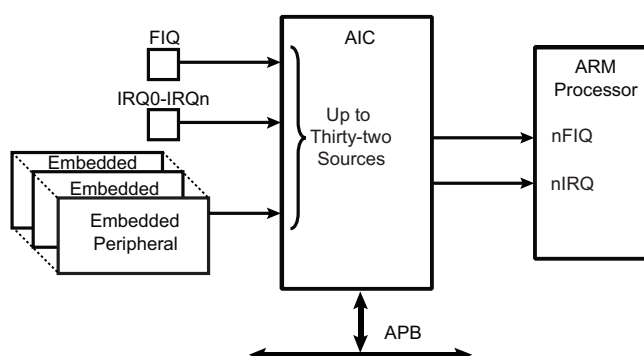 FIQ
IRQ0-IRQn
Embedded
Embedded
Embedded
Peripheral
AIC
Up to
Thirty-two
Sources
ARM
Processor
nFIQ
nIRQ
APB